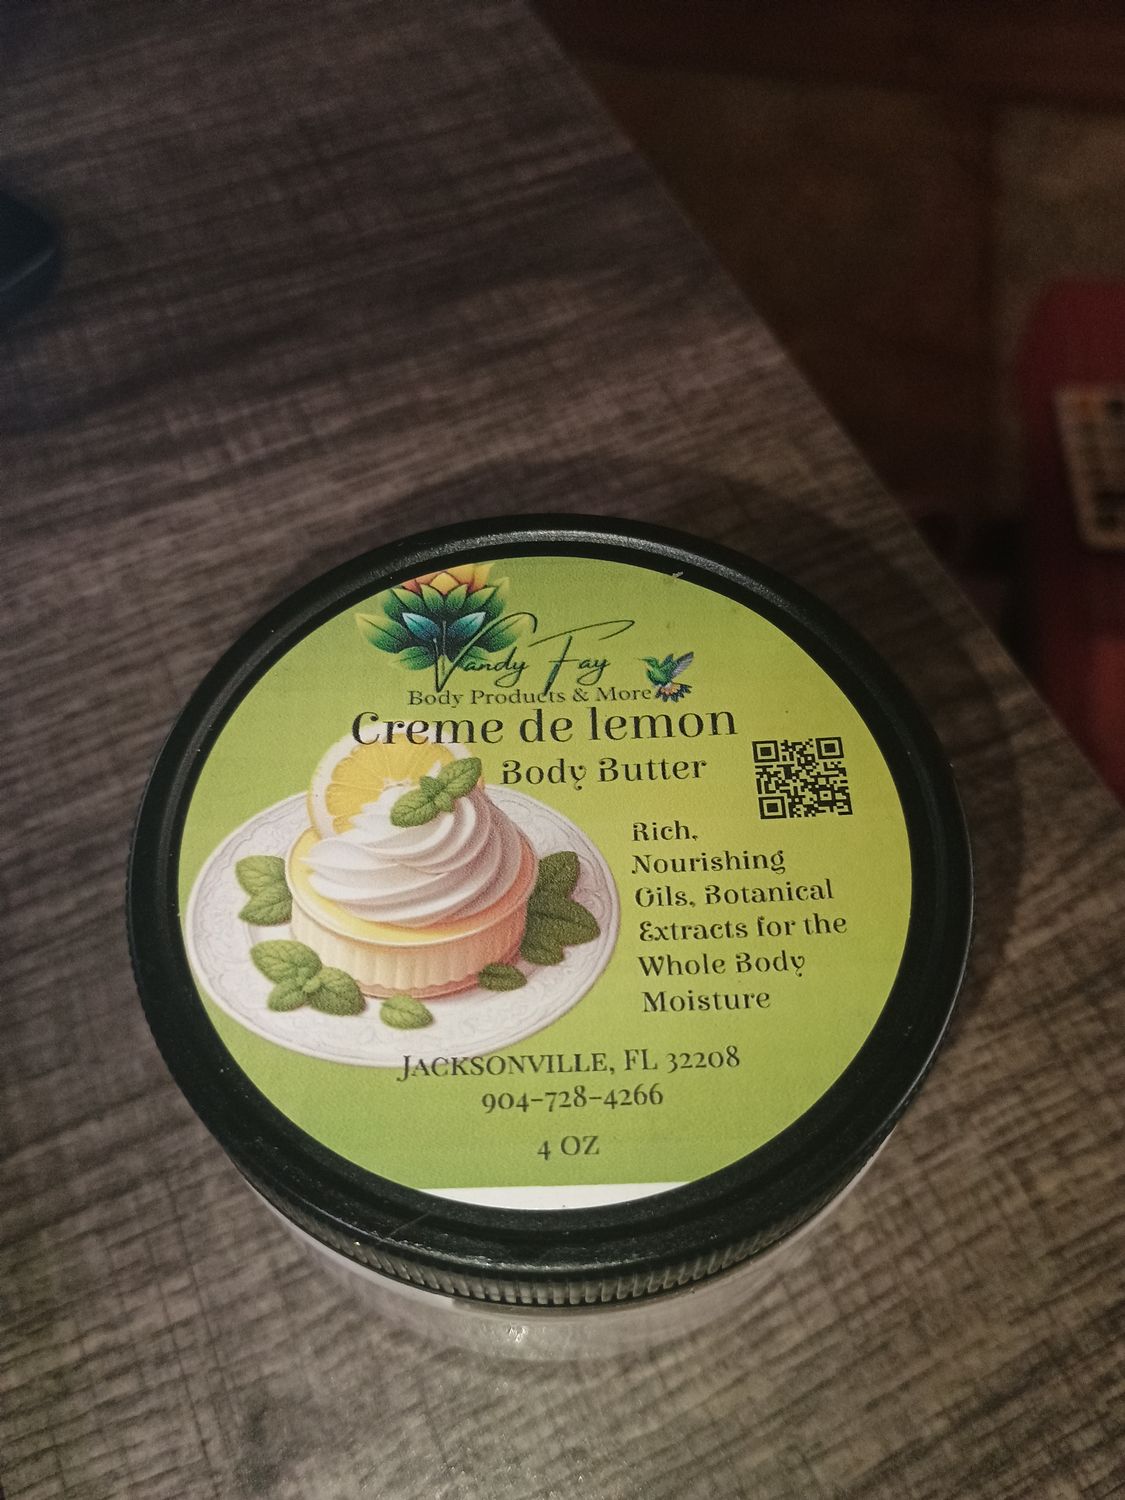 Vandy Fay
Body Products & More
Creme de lemon
Body Butter
Rich,
Nourishing
Oils, Botanical
Extracts for the
Whole Body
Moisture
JACKSONVILLE, FL 32208
904-728-4266
4 OZ